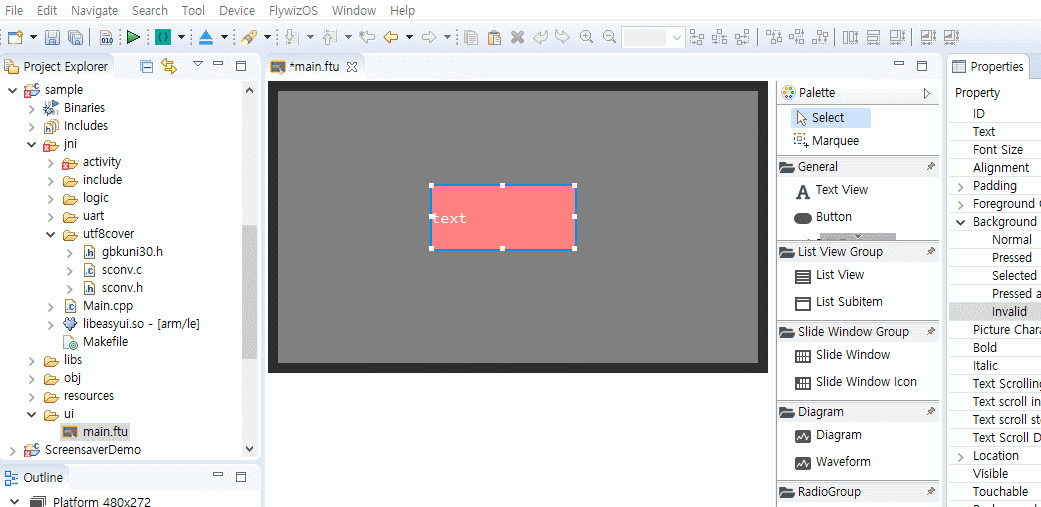 File Edit Navigate Search Tool Device FlywizOS Window Help
010
Project Explorer
sample
Binaries
Includes
jni
activity
include
logic
uart
utf8cover
gbkuni30.h
sconv.c
sconv.h
Main.cpp
libeasyui.so - [arm/le]
Makefile
libs
obj
resources
ui
main.ftu
ScreensaverDemo
Outline
Platform 480x272
*main.ftu
text
Palette
Select
Marquee
General
Text View
Button
List View Group
List View
List Subitem
Slide Window Group
Slide Window
Slide Window Icon
Diagram
Diagram
Waveform
RadioGroup
Properties
Property
ID
Text
Font Size
Alignment
Padding
Foreground C
Background
Normal
Pressed
Selected
Pressed a
Invalid
Picture Chara
Bold
Italic
Text Scrolling
Text scroll in
Text scroll ste
Text Scroll D
Location
Visible
Touchable